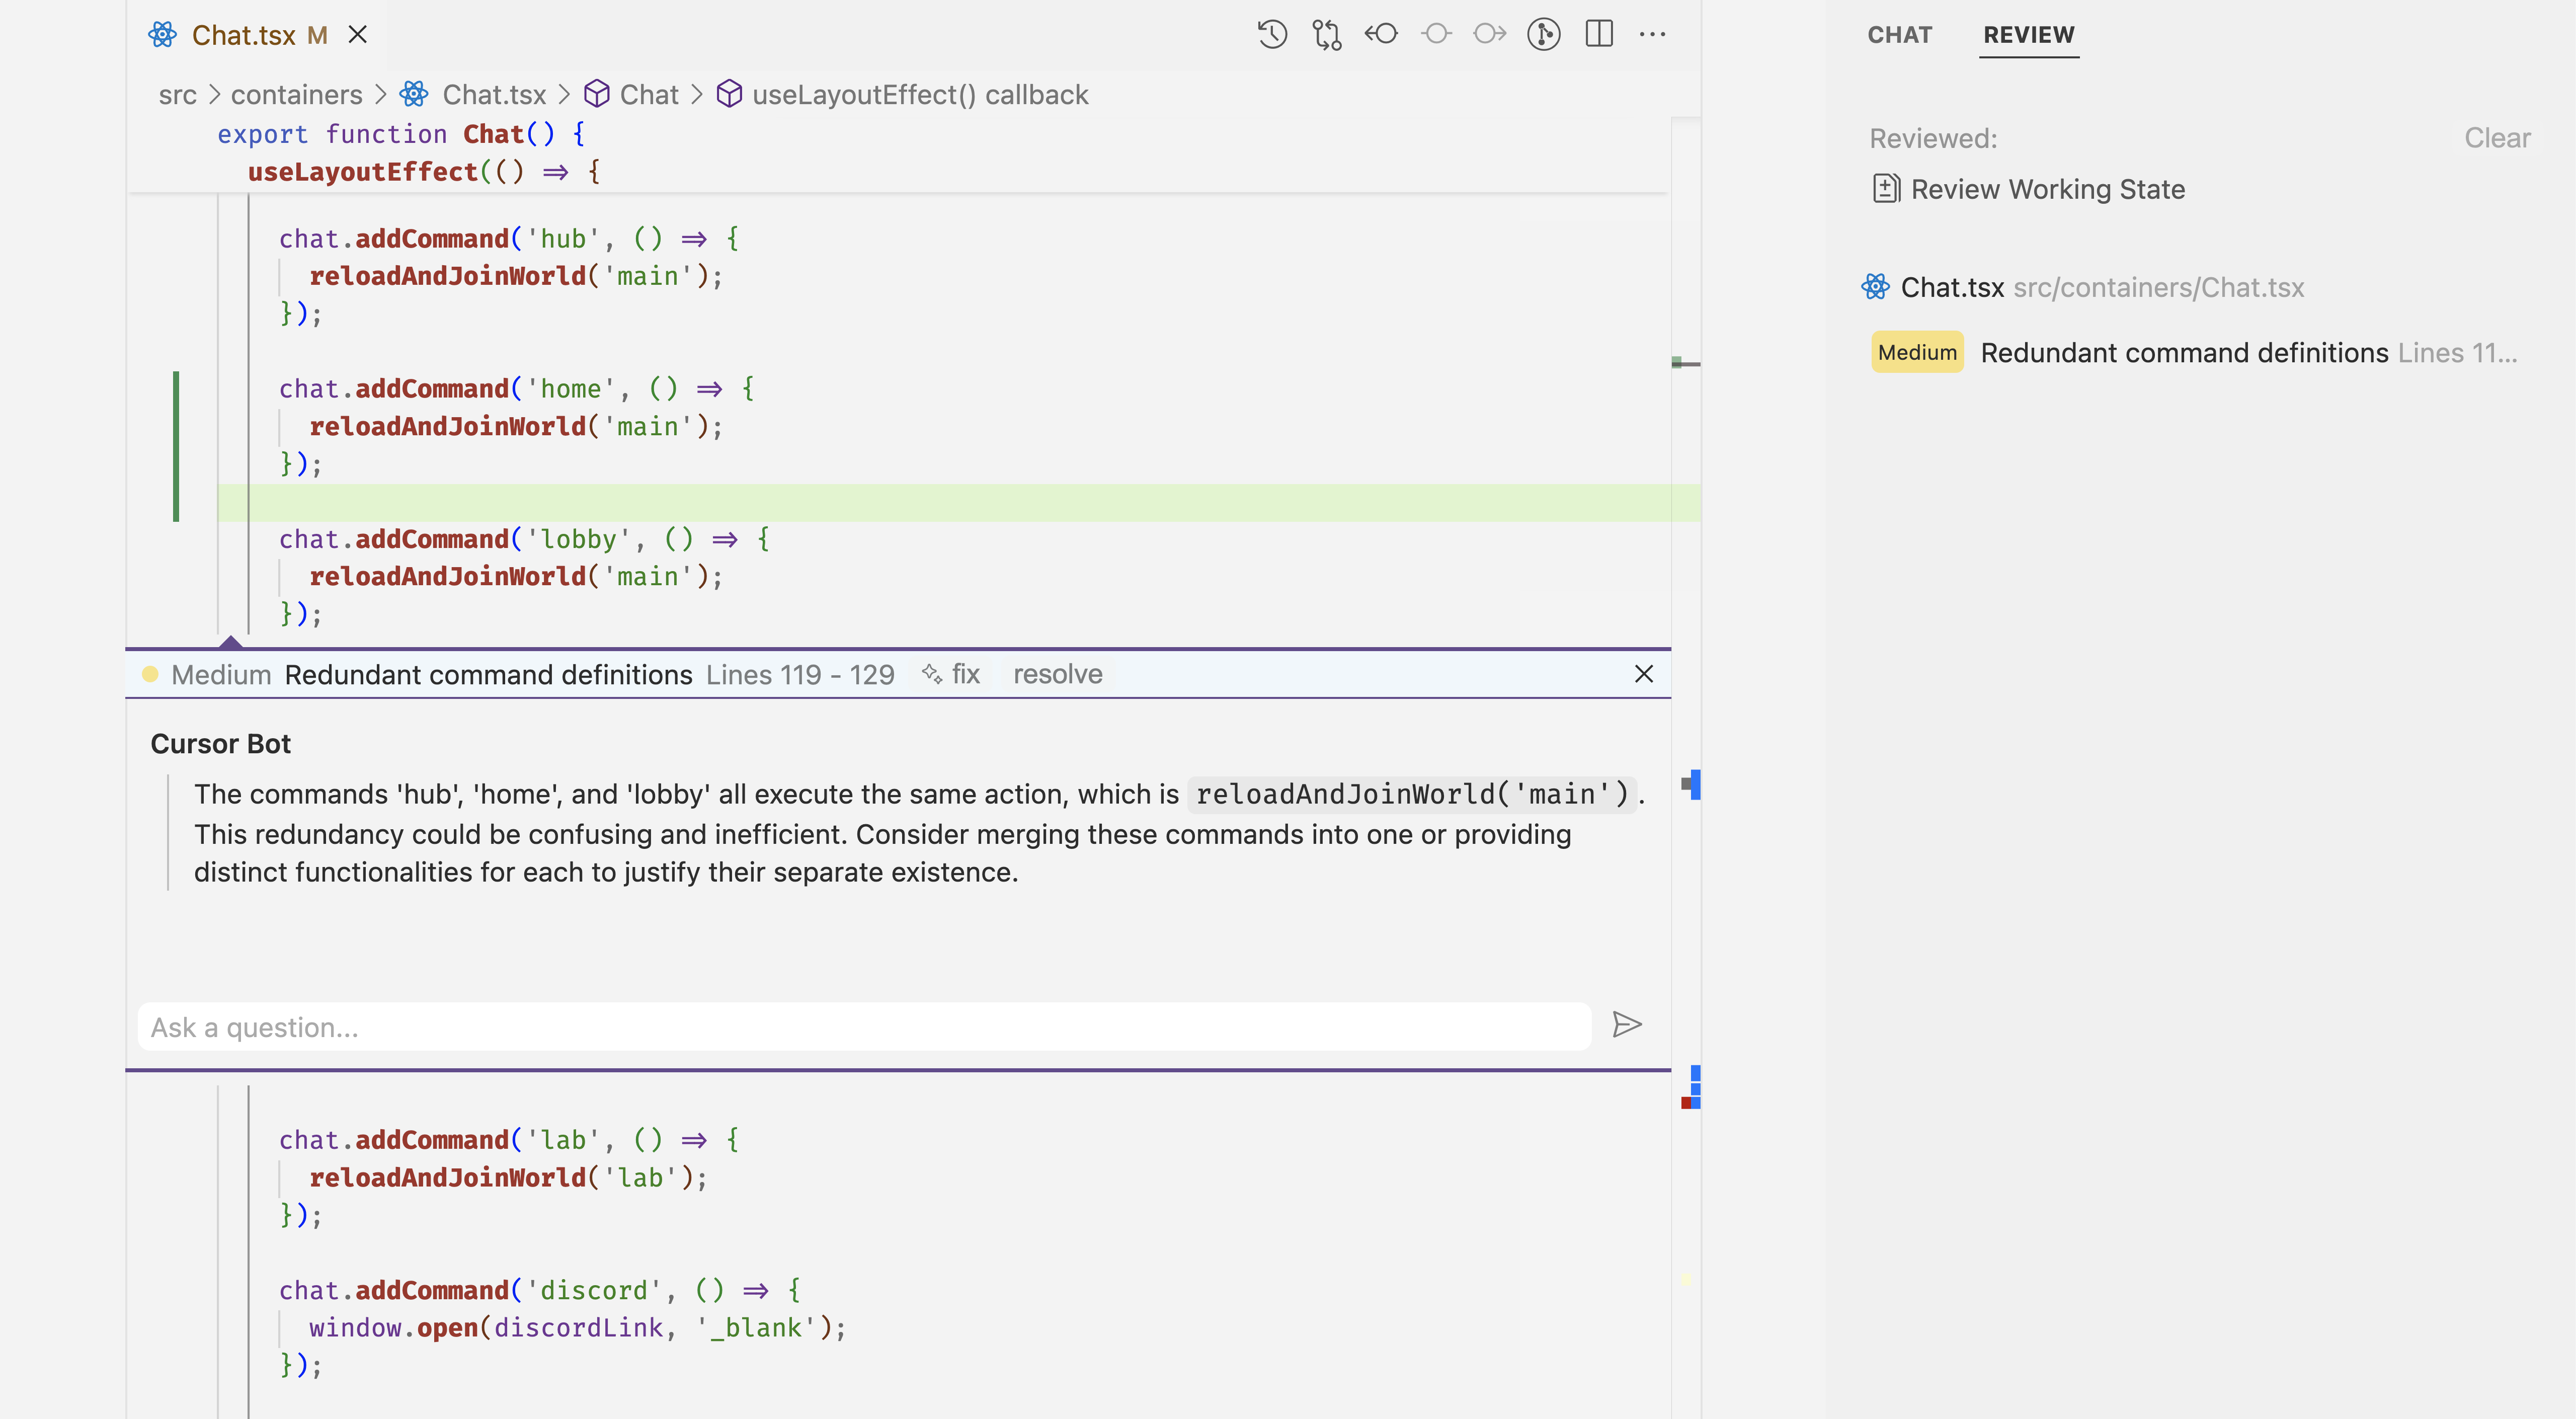 Chat.tsx M
src > containers > Chat.tsx > Chat > useLayoutEffect() callback
export function Chat() {
useLayoutEffect(() ⇒ {
chat.addCommand('hub', () ⇒ {
reloadAndJoinWorld('main');
});
chat.addCommand('home', () ⇒ {
reloadAndJoinWorld('main');
});
chat.addCommand('lobby', () ⇒ {
reloadAndJoinWorld('main');
});
Medium Redundant command definitions Lines 119 - 129 fix resolve
Cursor Bot
The commands 'hub', 'home', and 'lobby' all execute the same action, which is reloadAndJoinWorld('main').
This redundancy could be confusing and inefficient. Consider merging these commands into one or providing
distinct functionalities for each to justify their separate existence.
Ask a question...
chat.addCommand('lab', () ⇒ {
reloadAndJoinWorld('lab');
});
chat.addCommand('discord', () ⇒ {
window.open(discordLink, '_blank');
});
CHAT REVIEW
Reviewed: Clear
Review Working State
Chat.tsx src/containers/Chat.tsx
Medium Redundant command definitions Lines 11...